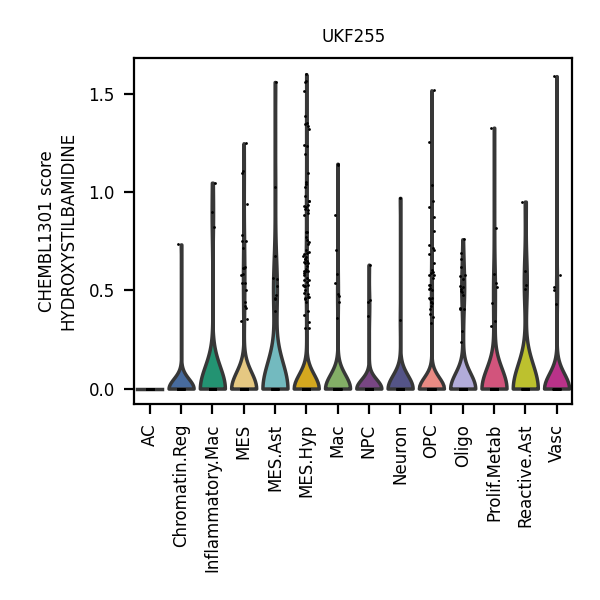 UKF255
CHEMBL1301 score
HYDROXYSTILBAMIDINE
1.5
1.0
0.5
0.0
AC
Chromatin.Reg
Inflammatory.Mac
MES
MES.Ast
MES.Hyp
Mac
NPC
Neuron
OPC
Oligo
Prolif.Metab
Reactive.Ast
Vasc